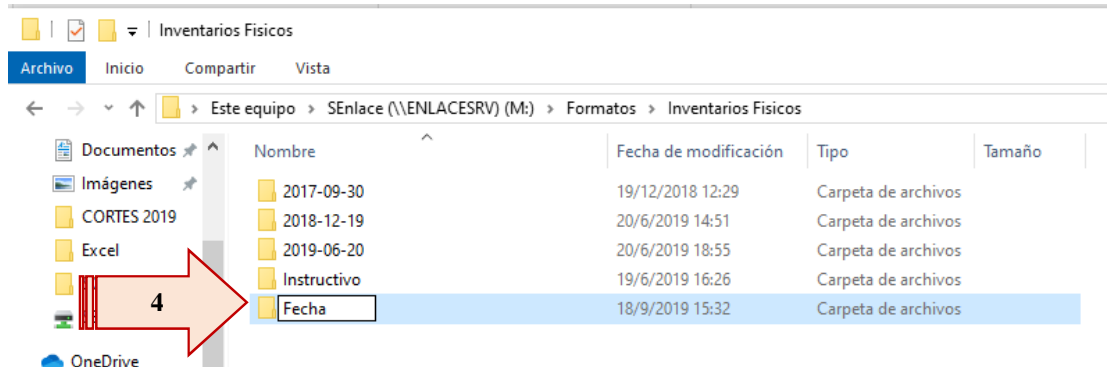 Inventarios Fisicos
Archivo Inicio Compartir Vista
Este equipo > SEnlace (\\ENLACESRV) (M:) > Formatos > Inventarios Fisicos
Documentos Nombre Fecha de modificación Tipo Tamaño
Imágenes 2017-09-30 19/12/2018 12:29 Carpeta de archivos
CORTES 2019 2018-12-19 20/6/2019 14:51 Carpeta de archivos
Excel 2019-06-20 20/6/2019 18:55 Carpeta de archivos
Instructivo 19/6/2019 16:26 Carpeta de archivos
4 Fecha 18/9/2019 15:32 Carpeta de archivos
OneDrive